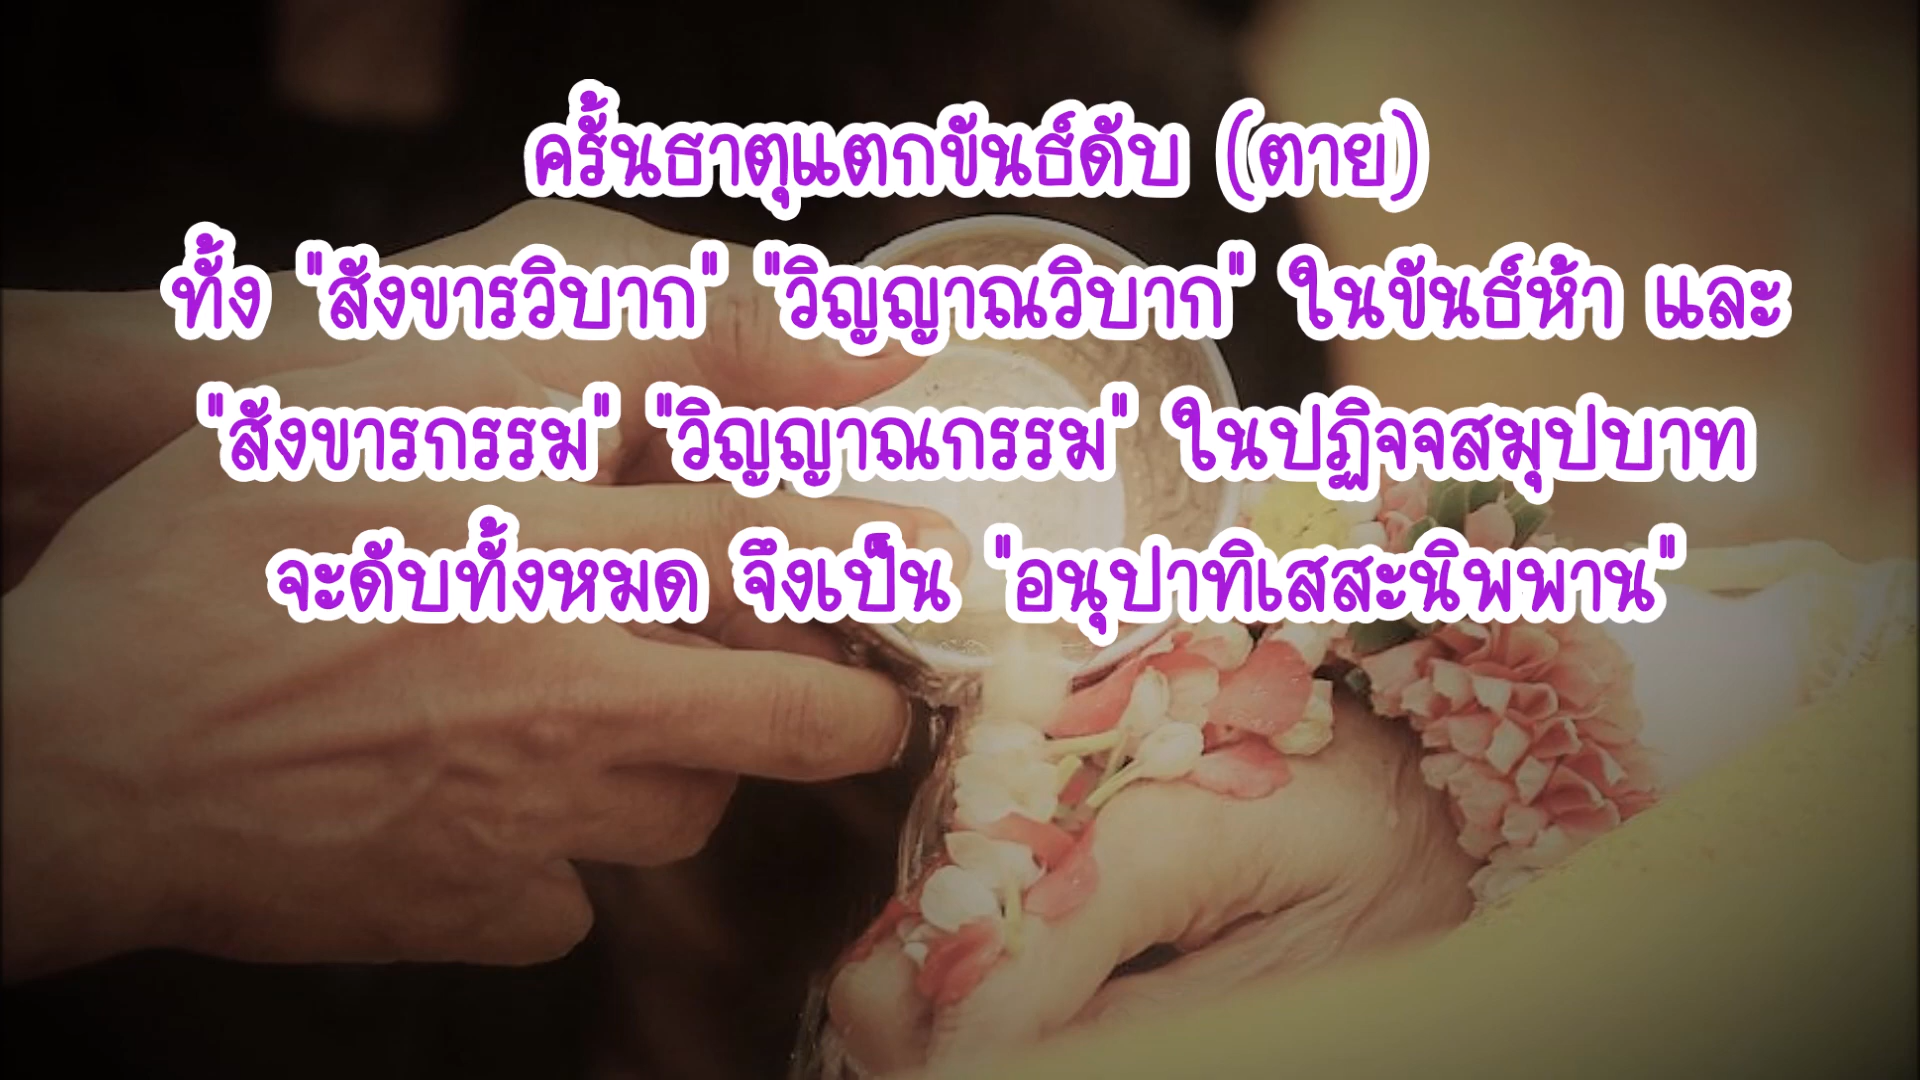 ครั้นธาตุแตกขันธ์ดับ (ตาย)
ทั้ง "สังขารวิบาก" "วิญญาณวิบาก" ในขันธ์ห้า และ
"สังขารกรรม" "วิญญาณกรรม" ในปฏิจจสมุปบาท
จะดับทั้งหมด จึงเป็น "อนุปาทิเสสะนิพพาน"